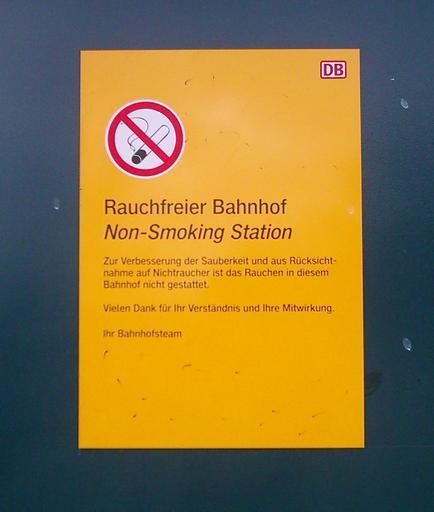 DB
Rauchfreier Bahnhof
Non-Smoking Station
Zur Verbesserung der Sauberkeit und aus Rücksicht-
nahme auf Nichtraucher ist das Rauchen in diesem
Bahnhof nicht gestattet.
Vielen Dank für Ihr Verständnis und Ihre Mitwirkung.
Ihr Bahnhofsteam